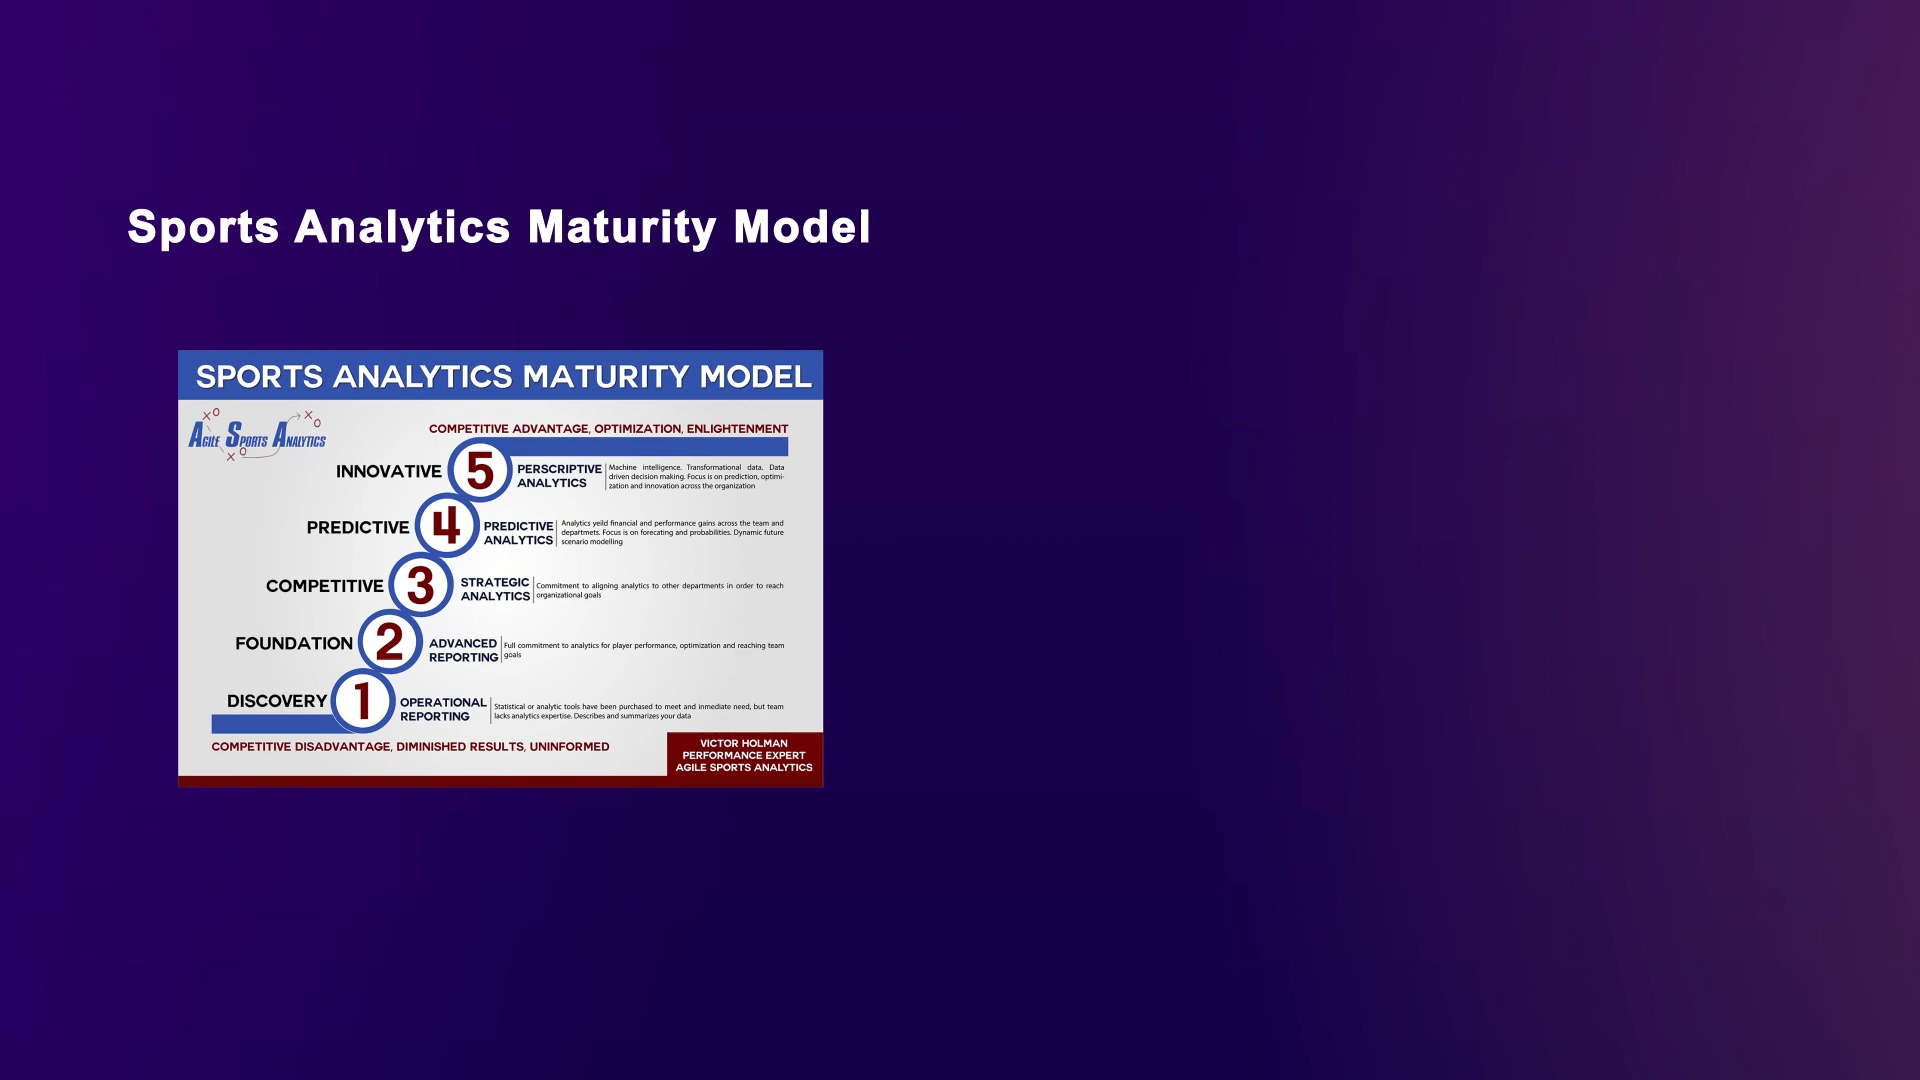 Sports Analytics Maturity Model
SPORTS ANALYTICS MATURITY MODEL
X O X O
AGILE SPORTS ANALYTICS
X O
COMPETITIVE ADVANTAGE, OPTIMIZATION, ENLIGHTENMENT
INNOVATIVE
5
PERSCRIPTIVE
ANALYTICS
Machine intelligence. Transformational data. Data
driven decision making. Focus is on prediction, optimi-
zation and innovation across the organization
PREDICTIVE
4
PREDICTIVE
ANALYTICS
Analytics yeild financial and performance gains across the team and
departmets. Focus is on forecating and probabilities. Dynamic future
scenario modelling
COMPETITIVE
3
STRATEGIC
ANALYTICS
Commitment to aligning analytics to other departments in order to reach
organizational goals
FOUNDATION
2
ADVANCED
REPORTING
Full commitment to analytics for player performance, optimization and reaching team
goals
DISCOVERY
1
OPERATIONAL
REPORTING
Statistical or analytic tools have been purchased to meet and inmediate need, but team
lacks analytics expertise. Describes and summarizes your data
COMPETITIVE DISADVANTAGE, DIMINISHED RESULTS, UNINFORMED
VICTOR HOLMAN
PERFORMANCE EXPERT
AGILE SPORTS ANALYTICS